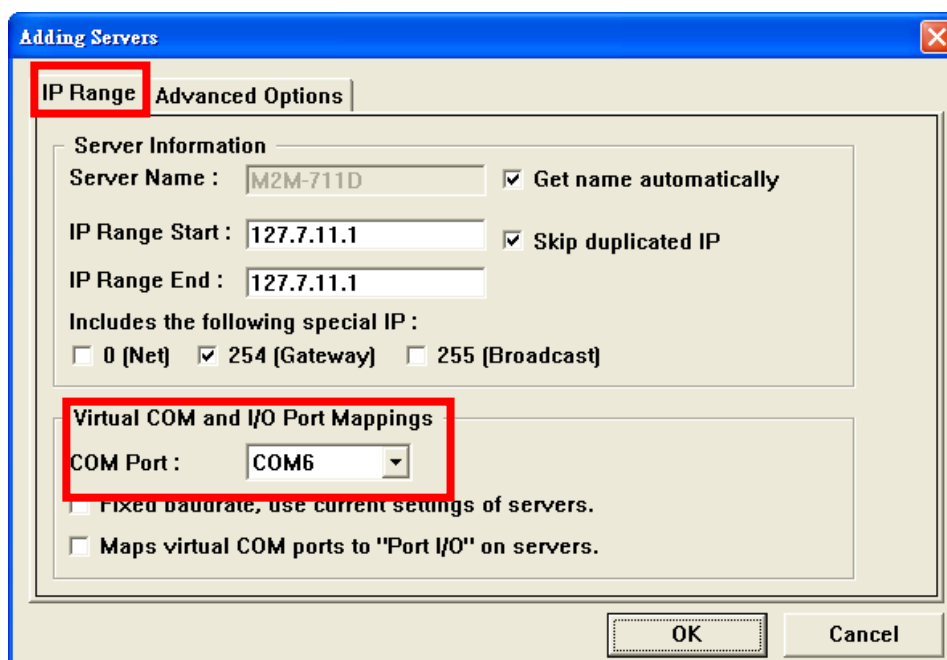 Adding Servers
IP Range Advanced Options
Server Information
Server Name : M2M-711D Get name automatically
IP Range Start : 127.7.11.1 Skip duplicated IP
IP Range End : 127.7.11.1
Includes the following special IP :
0 (Net) 254 (Gateway) 255 (Broadcast)
Virtual COM and I/O Port Mappings
COM Port : COM6
Fixed baudrate, use current settings of servers.
Maps virtual COM ports to "Port I/O" on servers.
OK Cancel